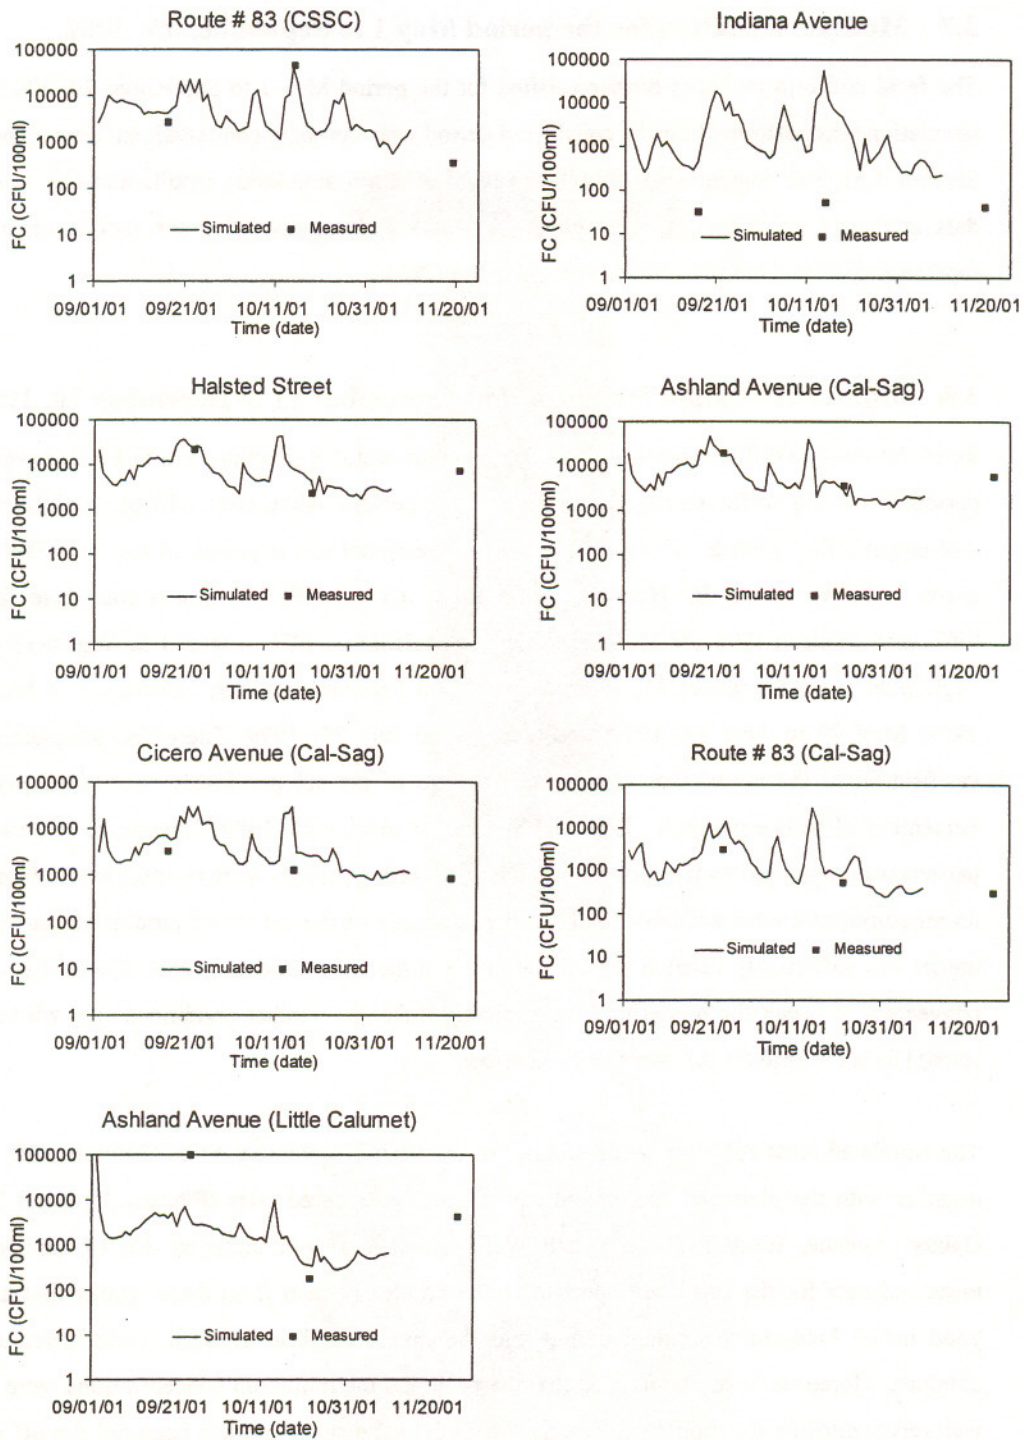 Route # 83 (CSSC)
FC (CFU/100ml)
100000
10000
1000
100
10
1
Simulated Measured
09/01/01 09/21/01 10/11/01 10/31/01 11/20/01
Time (date)
Indiana Avenue
FC (CFU/100ml)
100000
10000
1000
100
10
1
Simulated Measured
09/01/01 09/21/01 10/11/01 10/31/01 11/20/01
Time (date)
Halsted Street
FC (CFU/100ml)
100000
10000
1000
100
10
1
Simulated Measured
09/01/01 09/21/01 10/11/01 10/31/01 11/20/01
Time (date)
Ashland Avenue (Cal-Sag)
FC (CFU/100ml)
100000
10000
1000
100
10
1
Simulated Measured
09/01/01 09/21/01 10/11/01 10/31/01 11/20/01
Time (date)
Cicero Avenue (Cal-Sag)
FC (CFU/100ml)
100000
10000
1000
100
10
1
Simulated Measured
09/01/01 09/21/01 10/11/01 10/31/01 11/20/01
Time (date)
Route # 83 (Cal-Sag)
FC (CFU/100ml)
100000
10000
1000
100
10
1
Simulated Measured
09/01/01 09/21/01 10/11/01 10/31/01 11/20/01
Time (date)
Ashland Avenue (Little Calumet)
FC (CFU/100ml)
100000
10000
1000
100
10
1
Simulated Measured
09/01/01 09/21/01 10/11/01 10/31/01 11/20/01
Time (date)